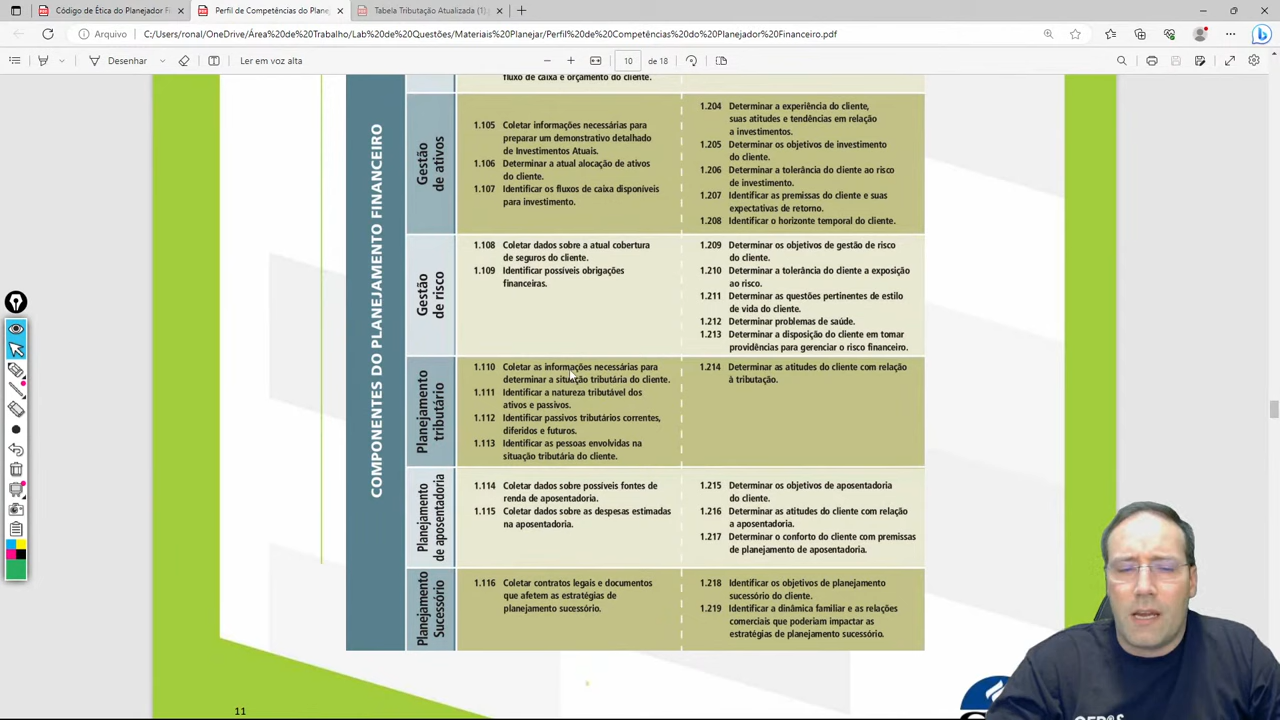 Código de Ética do Planejador Fi
Perfil de Competências do Plane
Tabela Tributação Atualizada (1).
Arquivo
C:/Users/ronal/OneDrive/Área%20de%20Trabalho/Lab%20de%20Questões/Materiais%20Planejar/Perfil%20de%20Competências%20do%20Planejador%20Financeiro.pdf
Desenhar
Ler em voz alta
10 de 18
COMPONENTES DO PLANEJAMENTO FINANCEIRO
fluxo de caixa e orçamento do cliente.
Gestão
de ativos
1.105 Coletar informações necessárias para
preparar um demonstrativo detalhado
de Investimentos Atuais.
1.106 Determinar a atual alocação de ativos
do cliente.
1.107 Identificar os fluxos de caixa disponíveis
para investimento.
1.204 Determinar a experiência do cliente,
suas atitudes e tendências em relação
a investimentos.
1.205 Determinar os objetivos de investimento
do cliente.
1.206 Determinar a tolerância do cliente ao risco
de investimento.
1.207 Identificar as premissas do cliente e suas
expectativas de retorno.
1.208 Identificar o horizonte temporal do cliente.
Gestão
de risco
1.108 Coletar dados sobre a atual cobertura
de seguros do cliente.
1.109 Identificar possíveis obrigações
financeiras.
1.209 Determinar os objetivos de gestão de risco
do cliente.
1.210 Determinar a tolerância do cliente a exposição
ao risco.
1.211 Determinar as questões pertinentes de estilo
de vida do cliente.
1.212 Determinar problemas de saúde.
1.213 Determinar a disposição do cliente em tomar
providências para gerenciar o risco financeiro.
Planejamento
tributário
1.110 Coletar as informações necessárias para
determinar a situação tributária do cliente.
1.111 Identificar a natureza tributável dos
ativos e passivos.
1.112 Identificar passivos tributários correntes,
diferidos e futuros.
1.113 Identificar as pessoas envolvidas na
situação tributária do cliente.
1.214 Determinar as atitudes do cliente com relação
à tributação.
Planejamento
de aposentadoria
1.114 Coletar dados sobre possíveis fontes de
renda de aposentadoria.
1.115 Coletar dados sobre as despesas estimadas
na aposentadoria.
1.215 Determinar os objetivos de aposentadoria
do cliente.
1.216 Determinar as atitudes do cliente com relação
a aposentadoria.
1.217 Determinar o conforto do cliente com premissas
de planejamento de aposentadoria.
Planejamento
Sucessório
1.116 Coletar contratos legais e documentos
que afetem as estratégias de
planejamento sucessório.
1.218 Identificar os objetivos de planejamento
sucessório do cliente.
1.219 Identificar a dinâmica familiar e as relações
comerciais que poderiam impactar as
estratégias de planejamento sucessório.
11